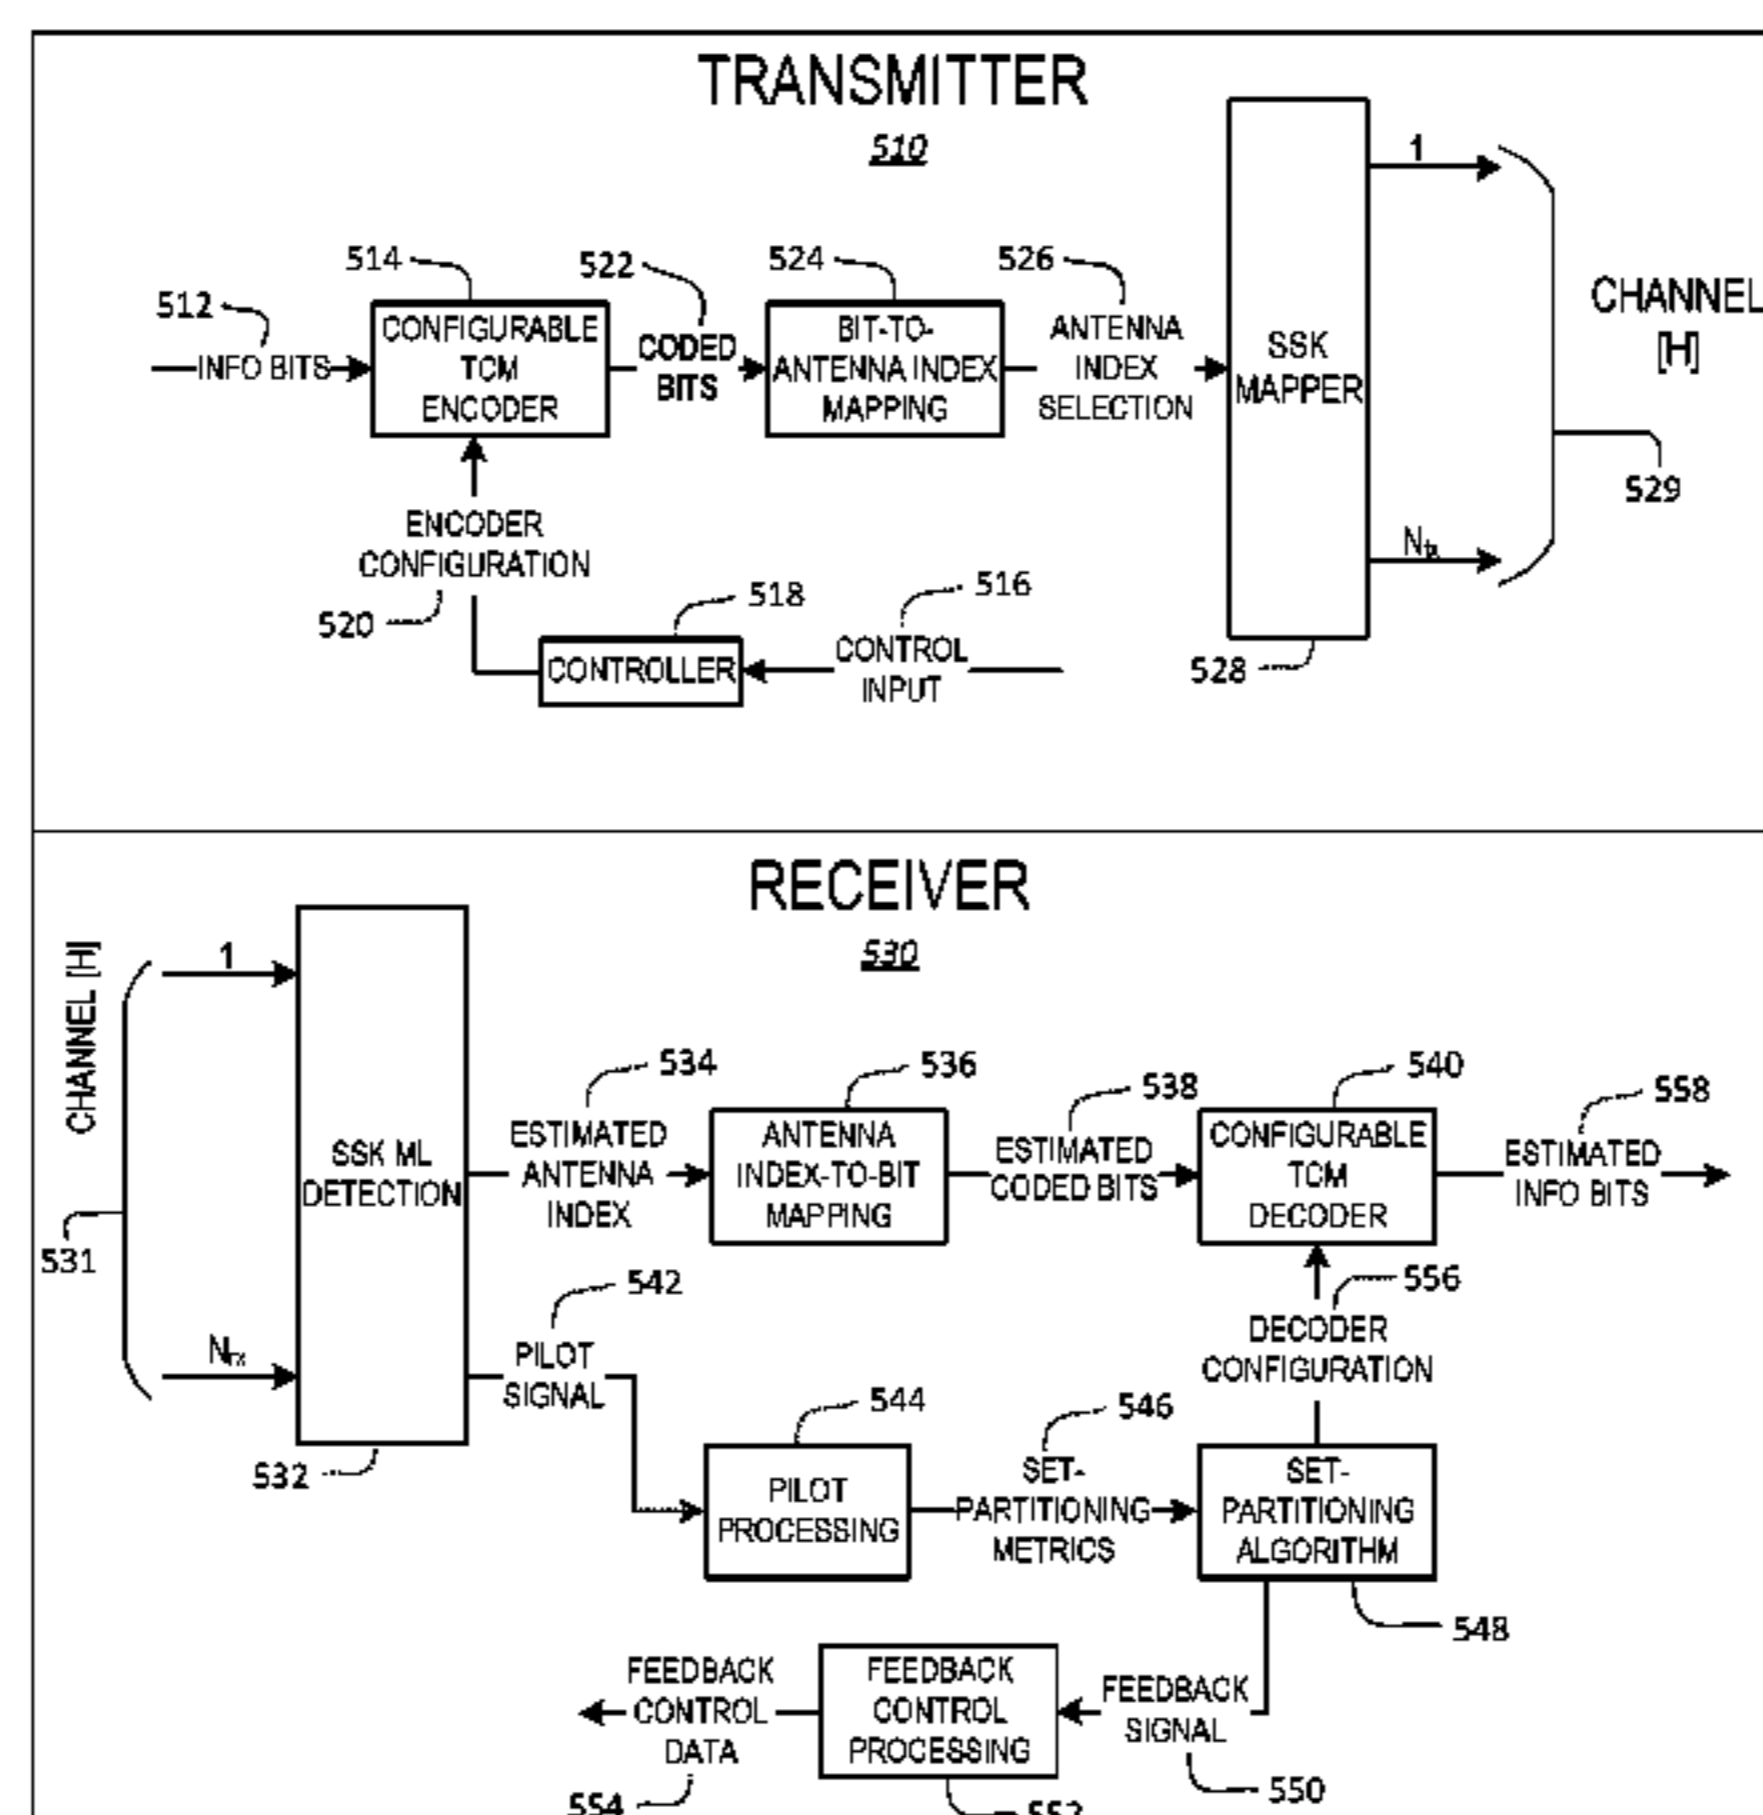 TRANSMITTER
510
512
514
522
524
526
INFO BITS
CONFIGURABLE
TCM
ENCODER
CODED
BITS
BIT-TO-
ANTENNA INDEX
MAPPING
ANTENNA
INDEX
SELECTION
SSK
MAPPER
1
CHANNEL
[H]
529
Ntx
ENCODER
CONFIGURATION
520
518
516
CONTROLLER
CONTROL
INPUT
528
RECEIVER
530
CHANNEL [H]
1
531
Nrx
SSK ML
DETECTION
532
534
ESTIMATED
ANTENNA
INDEX
536
ANTENNA
INDEX-TO-BIT
MAPPING
538
ESTIMATED
CODED BITS
540
CONFIGURABLE
TCM
DECODER
558
ESTIMATED
INFO BITS
542
PILOT
SIGNAL
556
DECODER
CONFIGURATION
544
PILOT
PROCESSING
546
SET-
PARTITIONING
METRICS
SET-
PARTITIONING
ALGORITHM
548
FEEDBACK
CONTROL
DATA
554
FEEDBACK
CONTROL
PROCESSING
552
FEEDBACK
SIGNAL
550